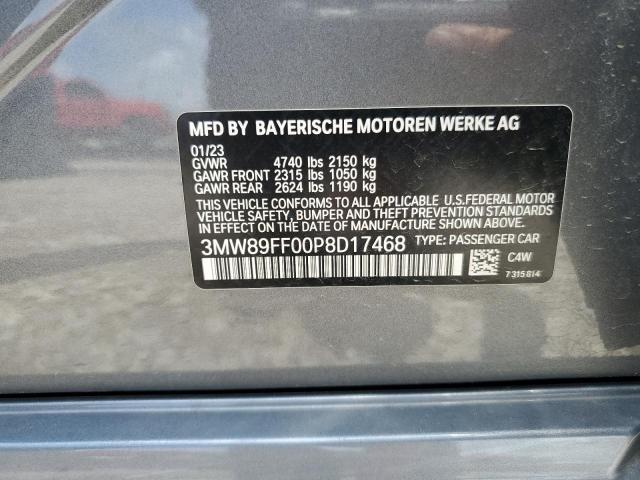 MFD BY BAYERISCHE MOTOREN WERKE AG
01/23
GVWR 4740 lbs 2150 kg
GAWR FRONT 2315 lbs 1050 kg
GAWR REAR 2624 lbs 1190 kg
THIS VEHICLE CONFORMS TO ALL APPLICABLE U.S.FEDERAL MOTOR
VEHICLE SAFETY, BUMPER AND THEFT PREVENTION STANDARDS
IN EFFECT ON THE DATE OF MANUFACTURE SHOWN ABOVE.
3MW89FF00P8D17468 TYPE: PASSENGER CAR
C4W
7315814